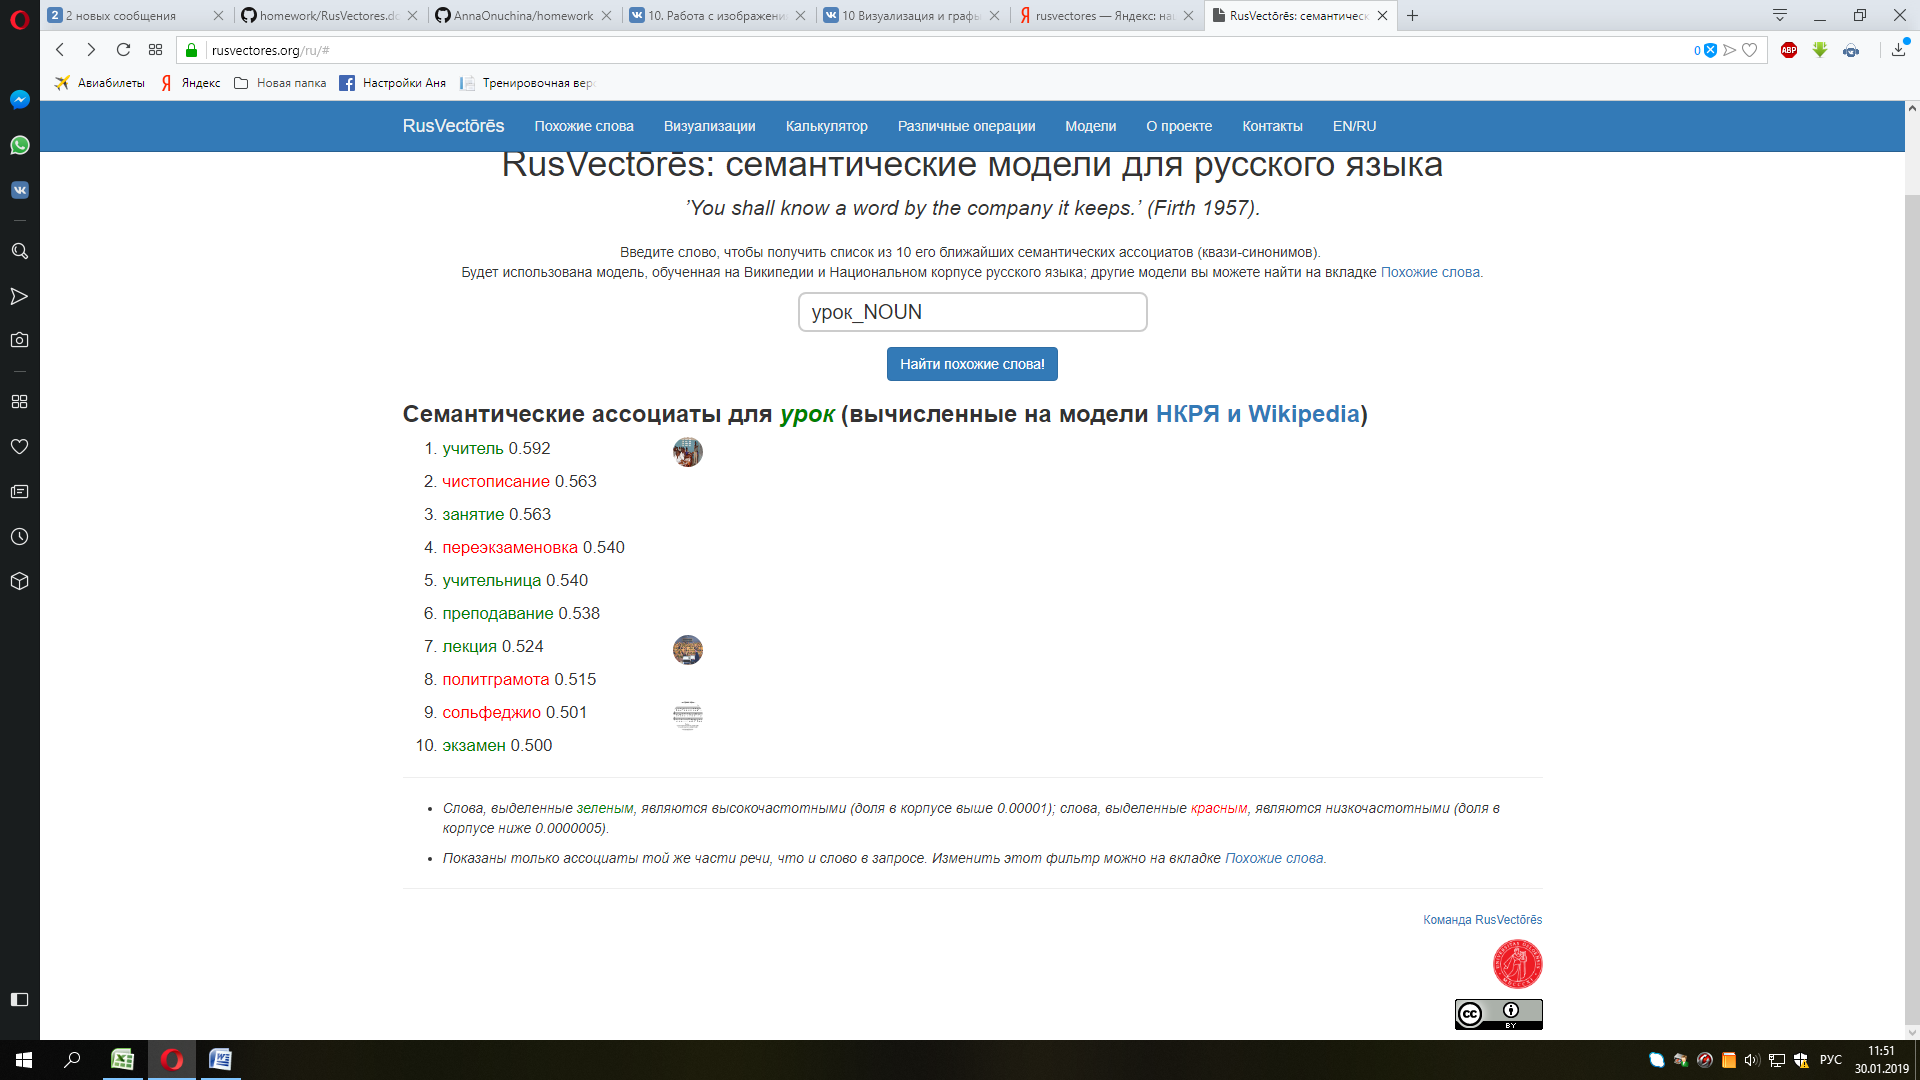 2 2 новых сообщения
homework/RusVectores.do
AnnaOnuchina/homework
10. Работа с изображени
10 Визуализация и графы
rusvectores — Яндекс: на
RusVectōrēs: семантическ
rusvectores.org/ru/#
0
ABP
Авиабилеты Яндекс Новая папка Настройки Аня Тренировочная вер
RusVectōrēs Похожие слова Визуализации Калькулятор Различные операции Модели О проекте Контакты EN/RU
RusVectōrēs: семантические модели для русского языка
’You shall know a word by the company it keeps.’ (Firth 1957).
Введите слово, чтобы получить список из 10 его ближайших семантических ассоциатов (квази-синонимов).
Будет использована модель, обученная на Википедии и Национальном корпусе русского языка; другие модели вы можете найти на вкладке Похожие слова.
урок_NOUN
Найти похожие слова!
Семантические ассоциаты для урок (вычисленные на модели НКРЯ и Wikipedia)
1. учитель 0.592
2. чистописание 0.563
3. занятие 0.563
4. переэкзаменовка 0.540
5. учительница 0.540
6. преподавание 0.538
7. лекция 0.524
8. политграмота 0.515
9. сольфеджио 0.501
10. экзамен 0.500
• Слова, выделенные зеленым, являются высокочастотными (доля в корпусе выше 0.00001); слова, выделенные красным, являются низкочастотными (доля в
корпусе ниже 0.0000005).
• Показаны только ассоциаты той же части речи, что и слово в запросе. Изменить этот фильтр можно на вкладке Похожие слова.
Команда RusVectōrēs
cc BY
РУС
11:51
30.01.2019